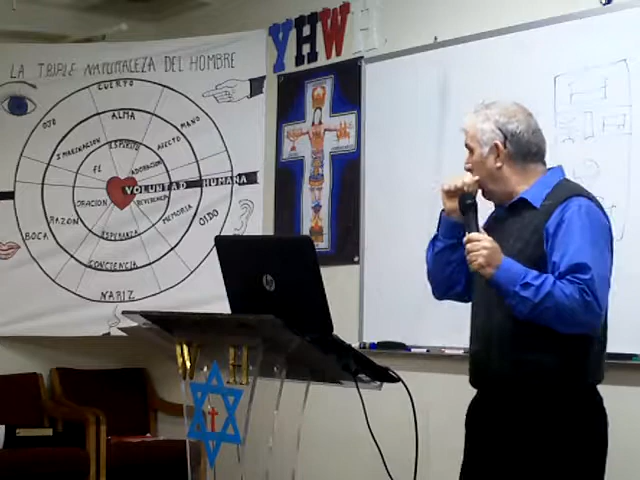 LA TRIPLE NATURALEZA DEL HOMBRE
YHW
CUERPO
ALMA
OJO
MANO
IMAGINACION
ESPIRITU
AFECTO
FE
ADORACION
VOLUNTAD HUMANA
ORACION
REVERENCIA
RAZON
MEMORIA
OIDO
BOCA
ESPERANZA
CONCIENCIA
NARIZ
hp
H